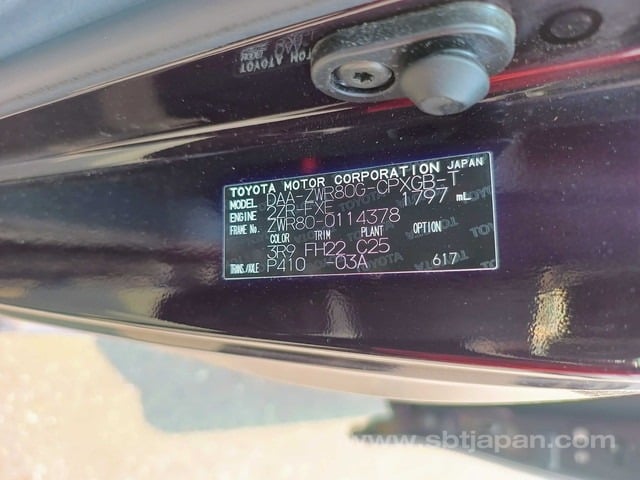 TOYOTA MOTOR CORPORATION JAPAN
MODEL DAA-ZWR80G-CPXGB-T
ENGINE 2ZR-FXE 1797 mL
FRAME No. ZWR80-0114378
COLOR TRIM PLANT OPTION
3R9 FH22 C25
TRANS./AXLE P410 -03A 617
www.sbtjapan.com